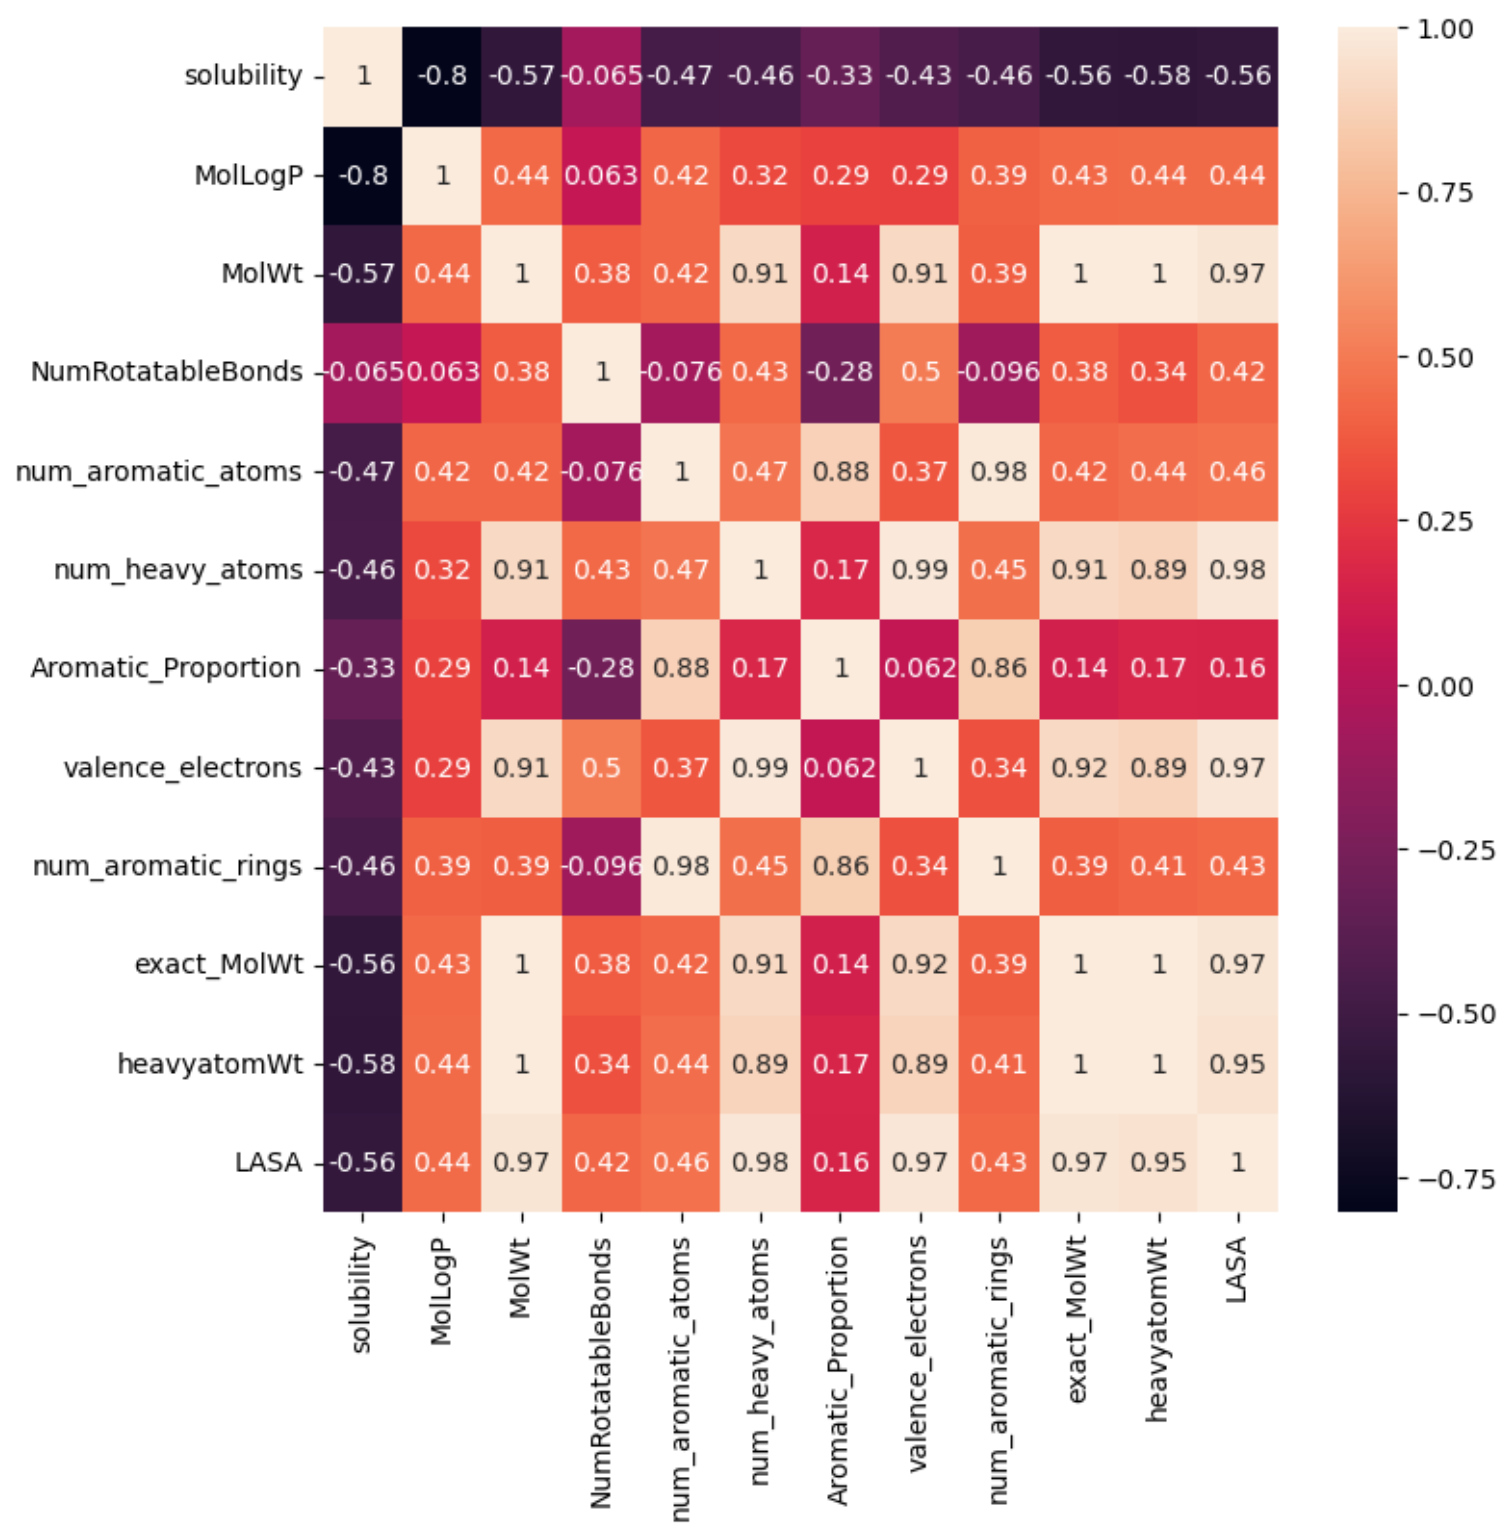 solubility 1 -0.8 -0.57 -0.065 -0.47 -0.46 -0.33 -0.43 -0.46 -0.56 -0.58 -0.56
MolLogP -0.8 1 0.44 0.063 0.42 0.32 0.29 0.29 0.39 0.43 0.44 0.44
MolWt -0.57 0.44 1 0.38 0.42 0.91 0.14 0.91 0.39 1 1 0.97
NumRotatableBonds -0.065 0.063 0.38 1 -0.076 0.43 -0.28 0.5 -0.096 0.38 0.34 0.42
num_aromatic_atoms -0.47 0.42 0.42 -0.076 1 0.47 0.88 0.37 0.98 0.42 0.44 0.46
num_heavy_atoms -0.46 0.32 0.91 0.43 0.47 1 0.17 0.99 0.45 0.91 0.89 0.98
Aromatic_Proportion -0.33 0.29 0.14 -0.28 0.88 0.17 1 0.062 0.86 0.14 0.17 0.16
valence_electrons -0.43 0.29 0.91 0.5 0.37 0.99 0.062 1 0.34 0.92 0.89 0.97
num_aromatic_rings -0.46 0.39 0.39 -0.096 0.98 0.45 0.86 0.34 1 0.39 0.41 0.43
exact_MolWt -0.56 0.43 1 0.38 0.42 0.91 0.14 0.92 0.39 1 1 0.97
heavyatomWt -0.58 0.44 1 0.34 0.44 0.89 0.17 0.89 0.41 1 1 0.95
LASA -0.56 0.44 0.97 0.42 0.46 0.98 0.16 0.97 0.43 0.97 0.95 1
solubility
MolLogP
MolWt
NumRotatableBonds
num_aromatic_atoms
num_heavy_atoms
Aromatic_Proportion
valence_electrons
num_aromatic_rings
exact_MolWt
heavyatomWt
LASA
1.00
0.75
0.50
0.25
0.00
−0.25
−0.50
−0.75